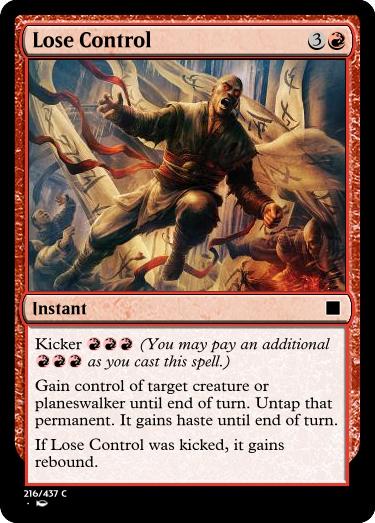 Lose Control 3
Instant
Kicker (You may pay an additional
as you cast this spell.)
Gain control of target creature or
planeswalker until end of turn. Untap that
permanent. It gains haste until end of turn.
If Lose Control was kicked, it gains
rebound.
216/437 C